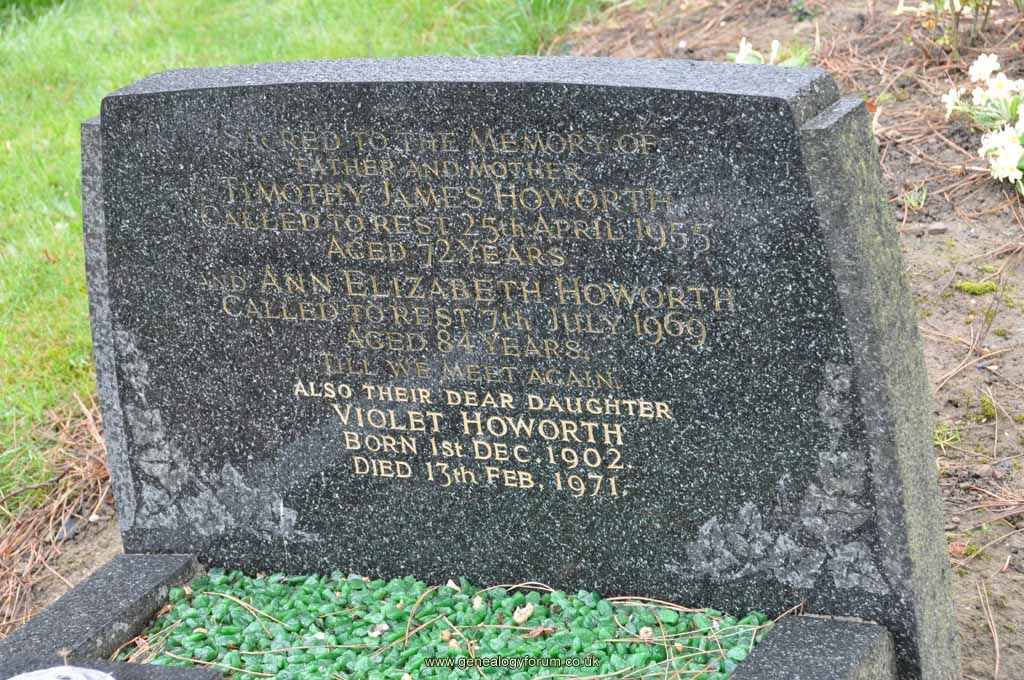 SACRED TO THE MEMORY OF
FATHER AND MOTHER
TIMOTHY JAMES HOWORTH
CALLED TO REST 25th APRIL 1955
AGED 72 YEARS
AND ANN ELIZABETH HOWORTH
CALLED TO REST 7th JULY 1969
AGED 84 YEARS.
TILL WE MEET AGAIN.
ALSO THEIR DEAR DAUGHTER
VIOLET HOWORTH
BORN 1st DEC. 1902.
DIED 13th FEB. 1971.
www.genealogyforum.co.uk